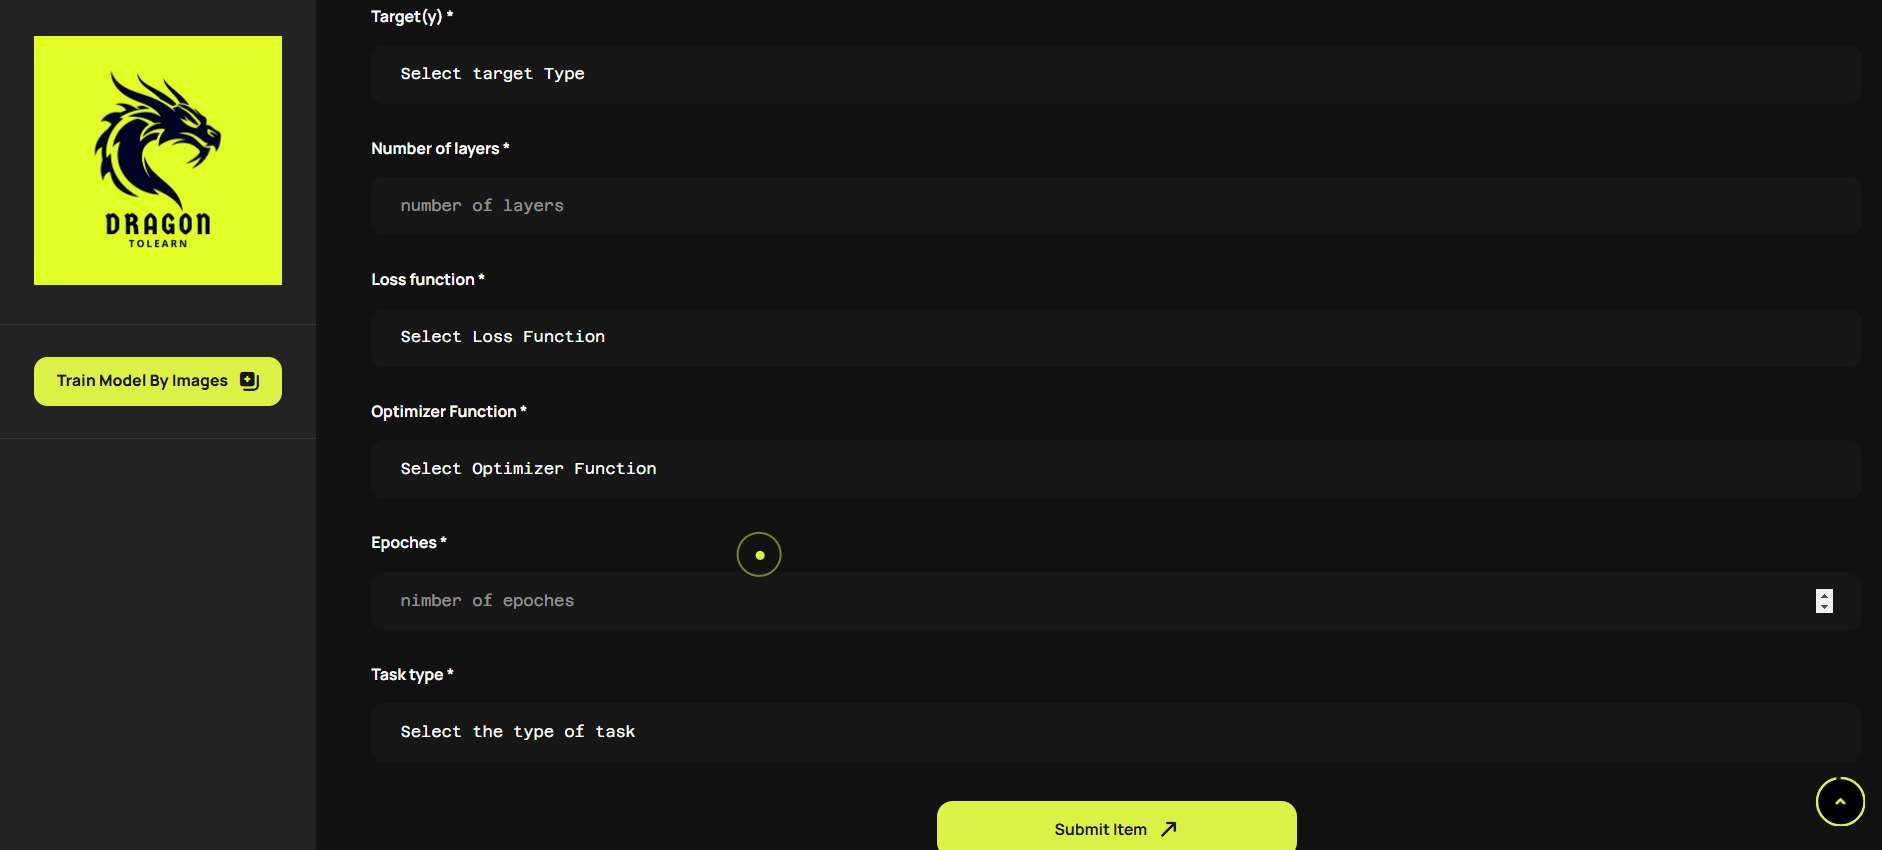 DRAGON
TOLEARN
Train Model By Images
Target(y) *
Select target Type
Number of layers *
number of layers
Loss function *
Select Loss Function
Optimizer Function *
Select Optimizer Function
Epoches *
nimber of epoches
Task type *
Select the type of task
Submit Item